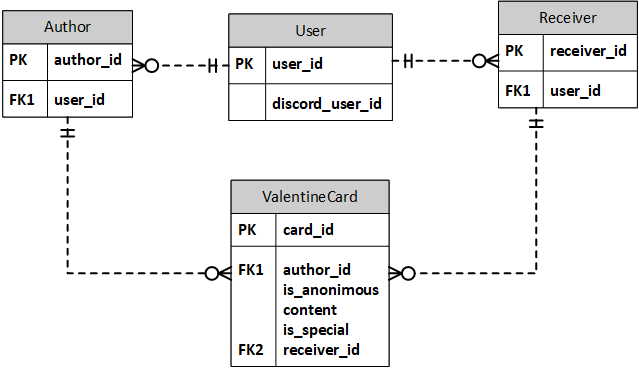 Author
PK author_id
FK1 user_id
User
PK user_id
discord_user_id
Receiver
PK receiver_id
FK1 user_id
ValentineCard
PK card_id
FK1 author_id
is_anonimous
content
is_special
FK2 receiver_id